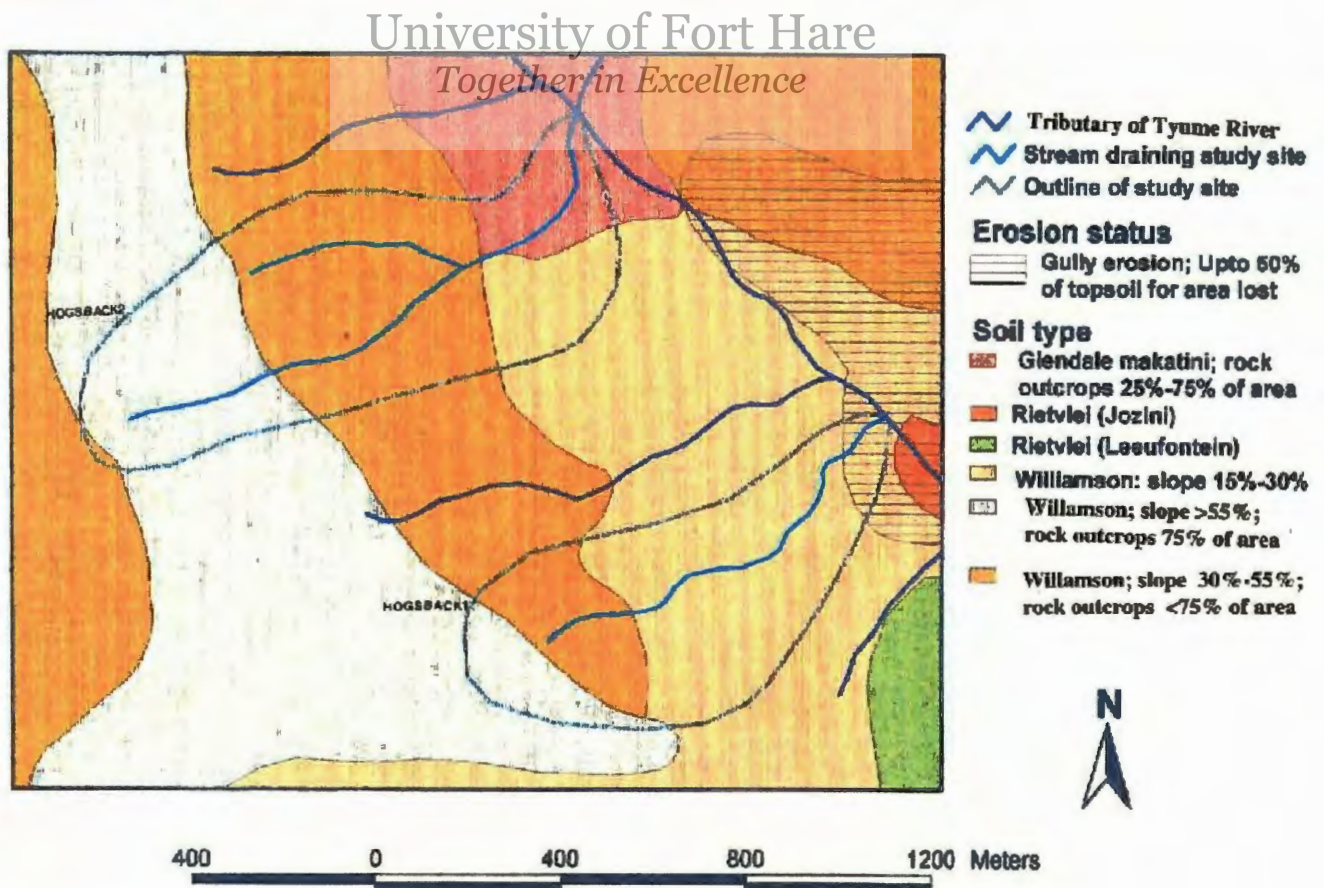 University of Fort Hare
Together in Excellence
HOGSBACK2
HOGSBACK1
Tributary of Tyume River
Stream draining study site
Outline of study site
Erosion status
Gully erosion; Upto 50%
of topsoil for area lost
Soil type
Glendale makatini; rock
outcrops 25%-75% of area
Rietvlei (Jozini)
Rietvlei (Leeufontein)
Williamson: slope 15%-30%
Williamson; slope >55%;
rock outcrops 75% of area
Willamson; slope 30%-55%;
rock outcrops <75% of area
N
400 0 400 800 1200 Meters